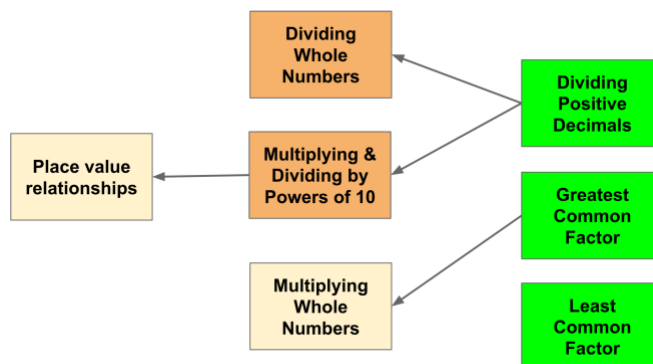 Dividing
Whole
Numbers
Dividing
Positive
Decimals
Place value
relationships
Multiplying &
Dividing by
Powers of 10
Greatest
Common
Factor
Multiplying
Whole
Numbers
Least
Common
Factor